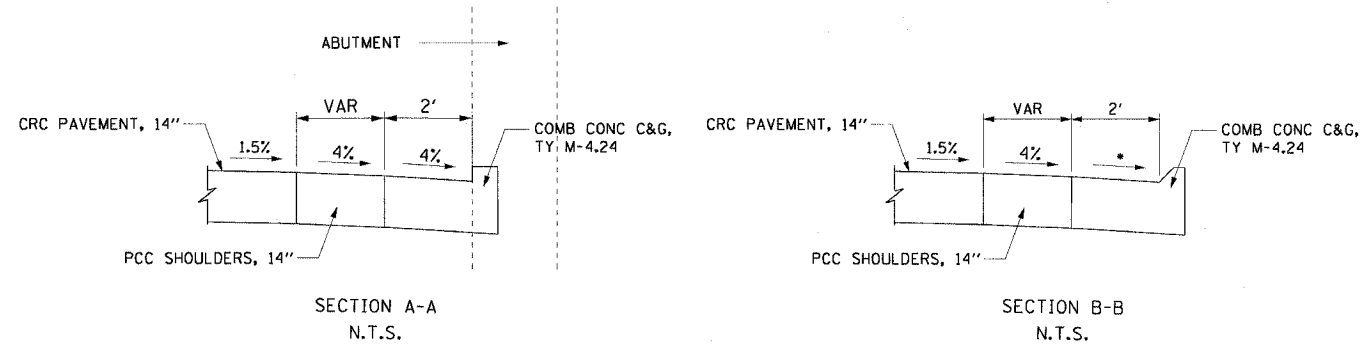 ABUTMENT
VAR
2'
CRC PAVEMENT, 14"
1.5%
4%
4%
COMB CONC C&G,
TY M-4.24
PCC SHOULDERS, 14"
SECTION A-A
N.T.S.
VAR
2'
CRC PAVEMENT, 14"
1.5%
4%
*
COMB CONC C&G,
TY M-4.24
PCC SHOULDERS, 14"
SECTION B-B
N.T.S.